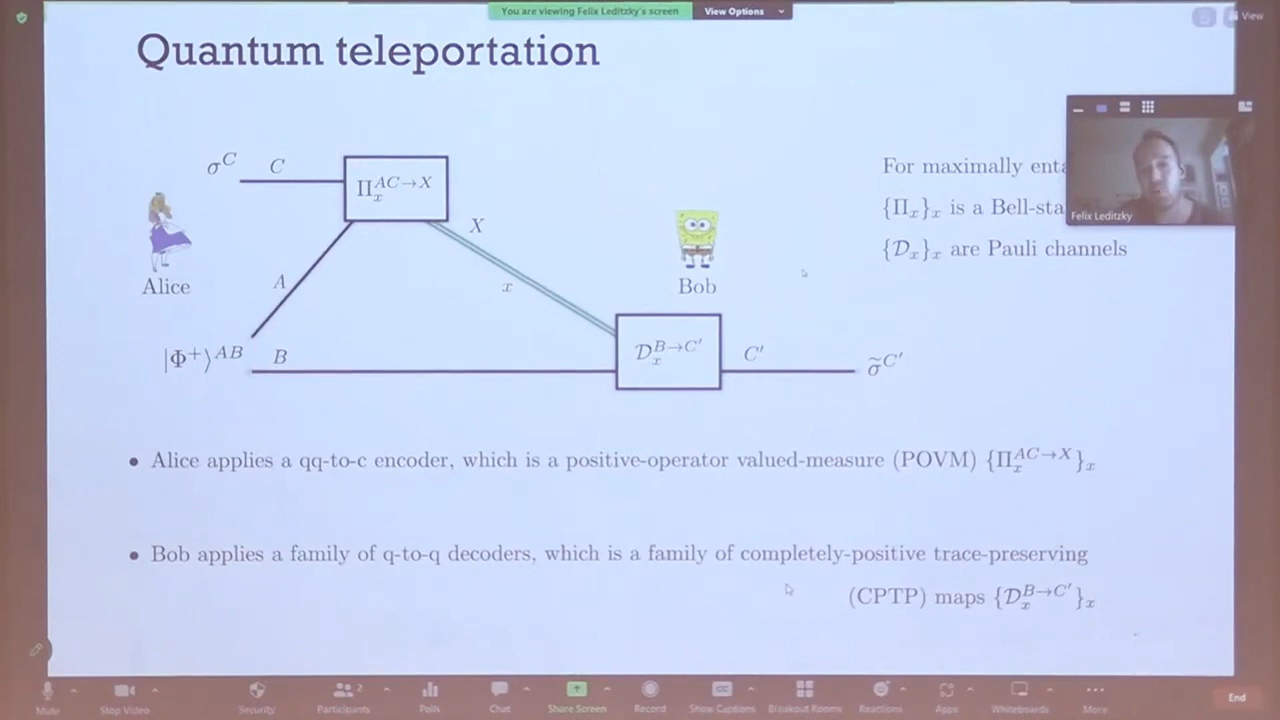 You are viewing Felix Leditzky's screen
View Options
View
Quantum teleportation
σ^C
C
Π_x^{AC→X}
For maximally enta
{Π_x}_x is a Bell-sta
{𝒟_x}_x are Pauli channels
Felix Leditzky
X
A
x
Alice
Bob
|Φ⁺⟩^{AB}
B
𝒟_x^{B→C'}
C'
σ̃^{C'}
• Alice applies a qq-to-c encoder, which is a positive-operator valued-measure (POVM) {Π_x^{AC→X}}_x
• Bob applies a family of q-to-q decoders, which is a family of completely-positive trace-preserving
(CPTP) maps {𝒟_x^{B→C'}}_x
Mute
Stop Video
Security
Participants
2
Polls
Chat
Share Screen
Record
Show Captions
Breakout Rooms
Reactions
Apps
Whiteboards
More
End